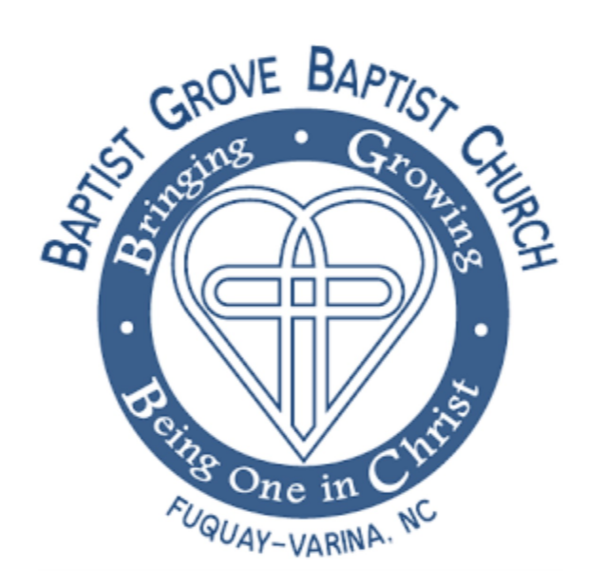 BAPTIST GROVE BAPTIST CHURCH
Bringing · Growing ·
Being One in Christ ·
FUQUAY-VARINA, NC